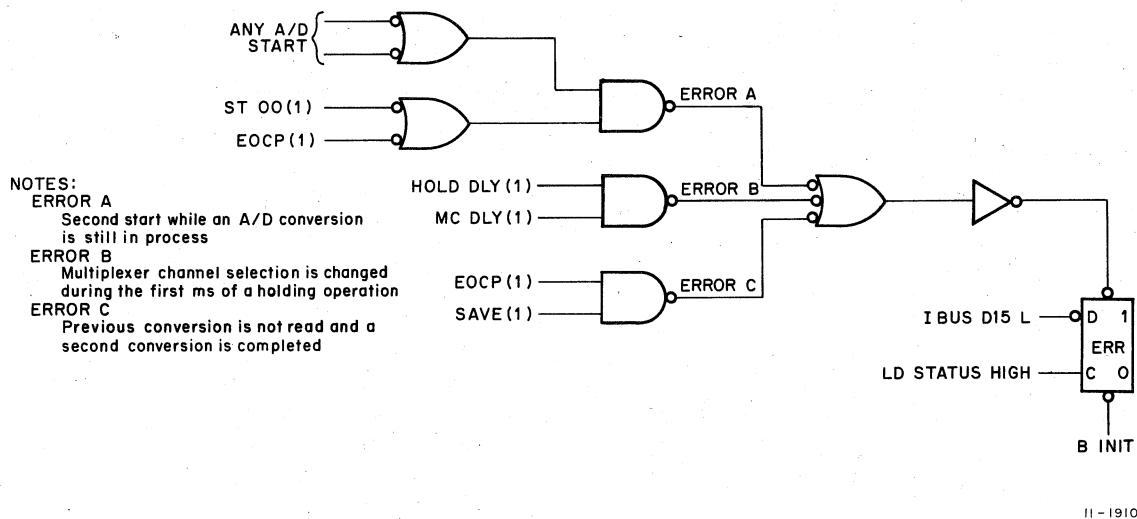 ANY A/D
START
ST OO(1)
EOCP(1)
ERROR A
HOLD DLY(1)
MC DLY(1)
ERROR B
EOCP(1)
SAVE(1)
ERROR C
NOTES:
ERROR A
Second start while an A/D conversion
is still in process
ERROR B
Multiplexer channel selection is changed
during the first ms of a holding operation
ERROR C
Previous conversion is not read and a
second conversion is completed
I BUS D15 L
LD STATUS HIGH
D 1
ERR
C O
B INIT
11-1910